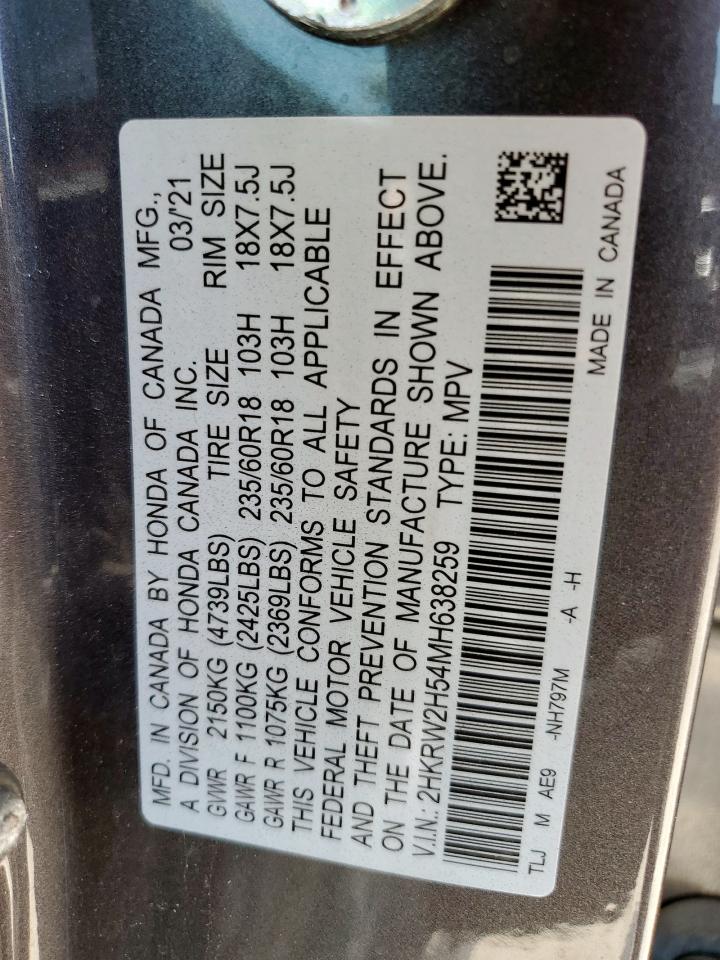 MFD. IN CANADA BY HONDA OF CANADA MFG.,
A DIVISION OF HONDA CANADA INC. 03/'21
GVWR 2150KG (4739LBS) TIRE SIZE RIM SIZE
GAWR F 1100KG (2425LBS) 235/60R18 103H 18X7.5J
GAWR R 1075KG (2369LBS) 235/60R18 103H 18X7.5J
THIS VEHICLE CONFORMS TO ALL APPLICABLE
FEDERAL MOTOR VEHICLE SAFETY
AND THEFT PREVENTION STANDARDS IN EFFECT
ON THE DATE OF MANUFACTURE SHOWN ABOVE.
V.I.N.: 2HKRW2H54MH638259 TYPE: MPV
TLJ M AE9 -NH797M -A -H MADE IN CANADA